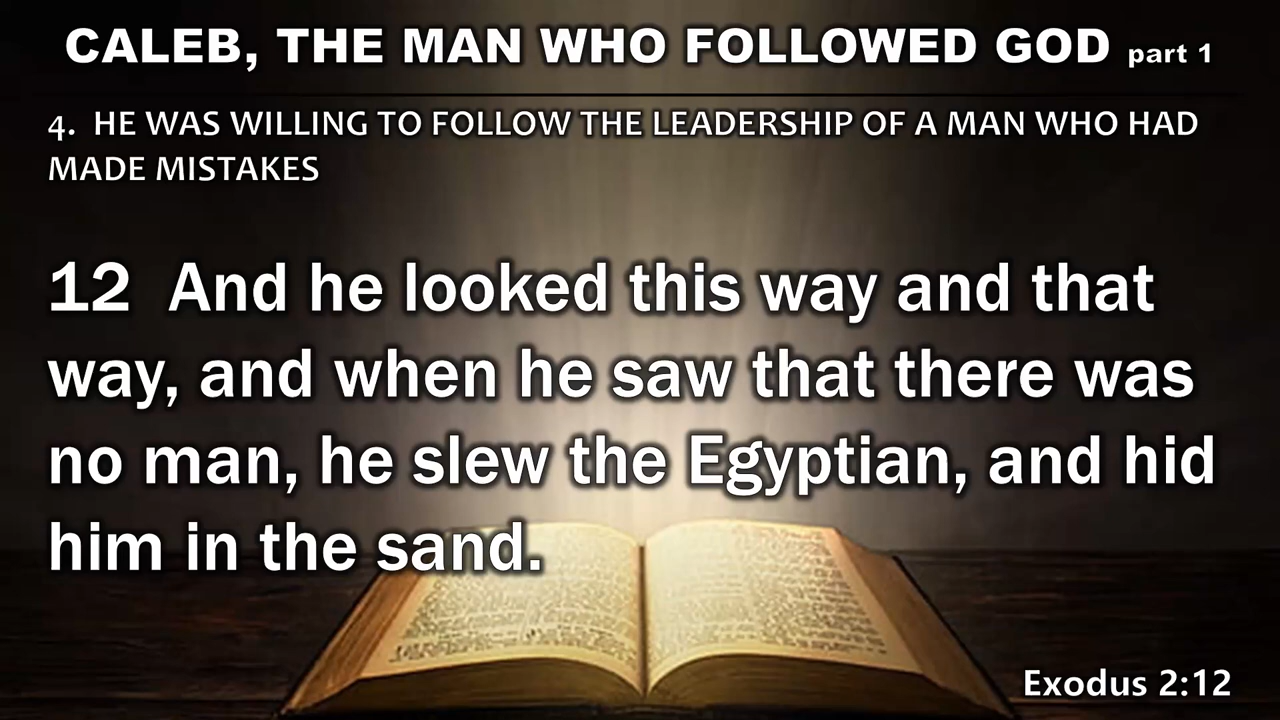 CALEB, THE MAN WHO FOLLOWED GOD part 1
4. HE WAS WILLING TO FOLLOW THE LEADERSHIP OF A MAN WHO HAD
MADE MISTAKES
12 And he looked this way and that
way, and when he saw that there was
no man, he slew the Egyptian, and hid
him in the sand.
Exodus 2:12